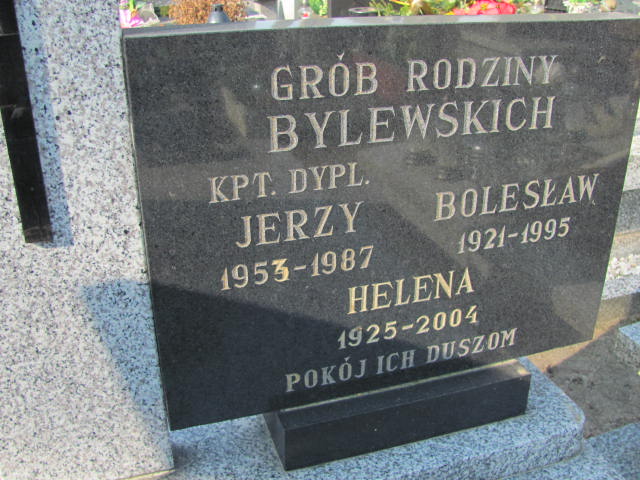 GRÓB RODZINY
BYLEWSKICH
KPT. DYPL.
JERZY
1953-1987
BOLESŁAW
1921-1995
HELENA
1925-2004
POKÓJ ICH DUSZOM